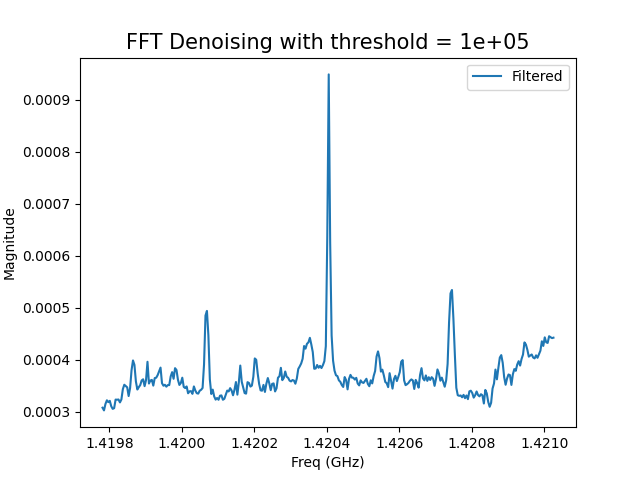 FFT Denoising with threshold = 1e+05
Filtered
Magnitude
0.0009
0.0008
0.0007
0.0006
0.0005
0.0004
0.0003
1.4198 1.4200 1.4202 1.4204 1.4206 1.4208 1.4210
Freq (GHz)